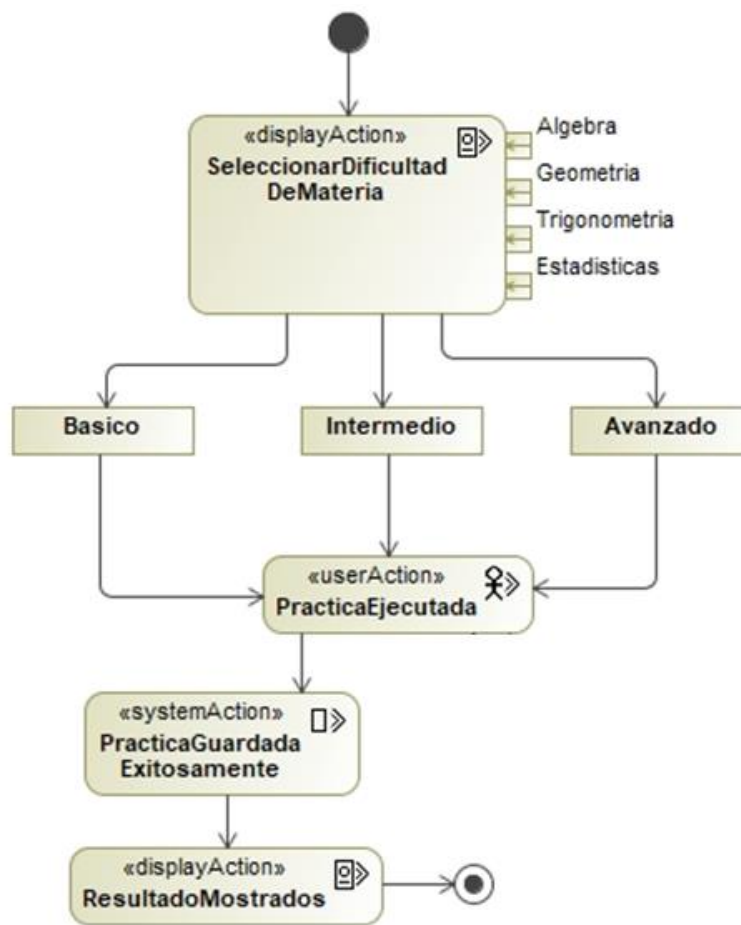 «displayAction»
SeleccionarDificultad
DeMateria
Algebra
Geometria
Trigonometria
Estadisticas
Basico
Intermedio
Avanzado
«userAction»
PracticaEjecutada
«systemAction»
PracticaGuardada
Exitosamente
«displayAction»
ResultadoMostrados